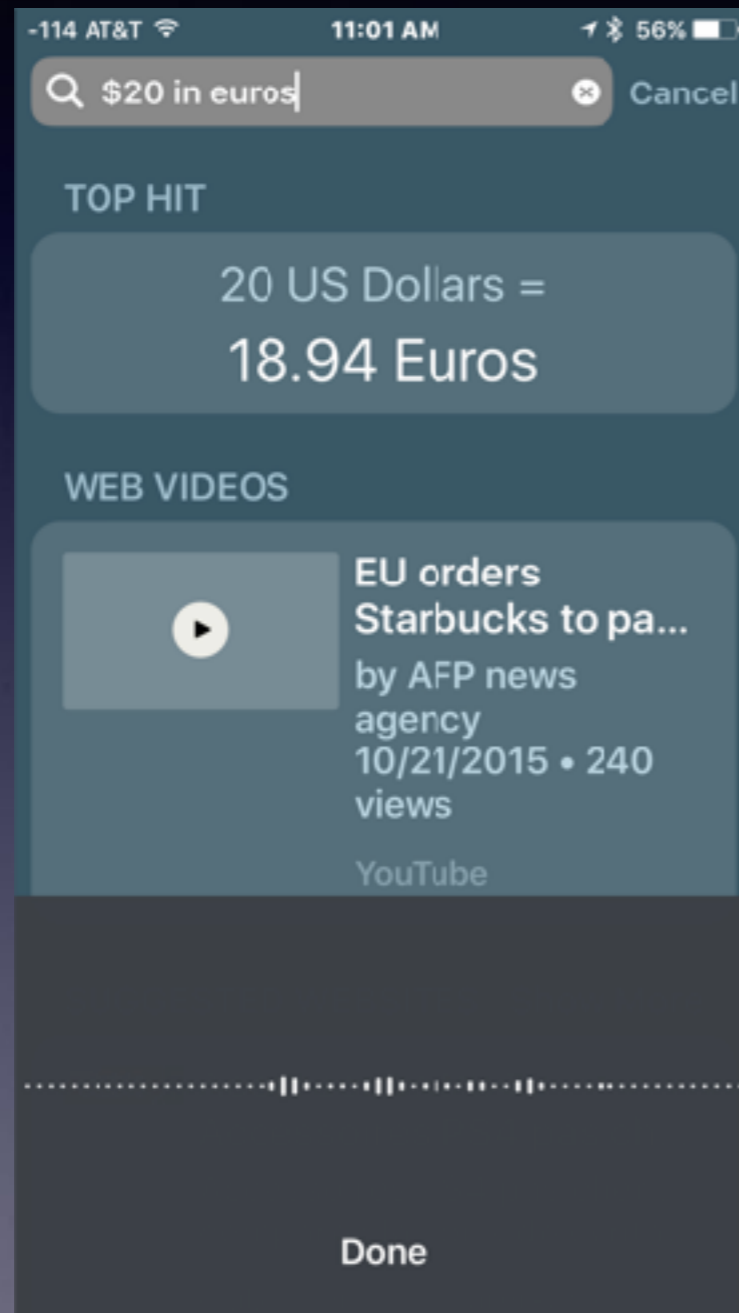 -114 AT&T 11:01 AM 56%
$20 in euros Cancel
TOP HIT
20 US Dollars =
18.94 Euros
WEB VIDEOS
EU orders
Starbucks to pa...
by AFP news
agency
10/21/2015 • 240
views
YouTube
Done